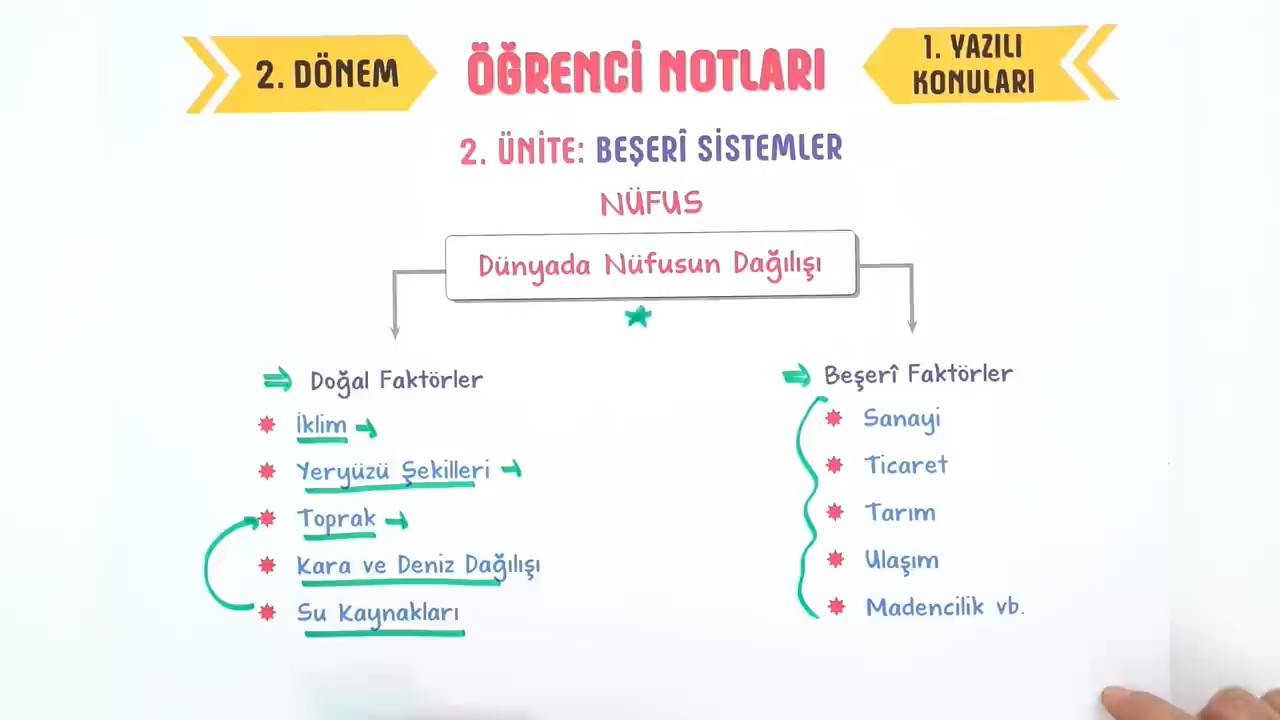 2. DÖNEM
ÖĞRENCİ NOTLARI
1. YAZILI
KONULARI
2. ÜNİTE: BEŞERÎ SİSTEMLER
NÜFUS
Dünyada Nüfusun Dağılışı
Doğal Faktörler
İklim
Yeryüzü Şekilleri
Toprak
Kara ve Deniz Dağılışı
Su Kaynakları
Beşerî Faktörler
Sanayi
Ticaret
Tarım
Ulaşım
Madencilik vb.